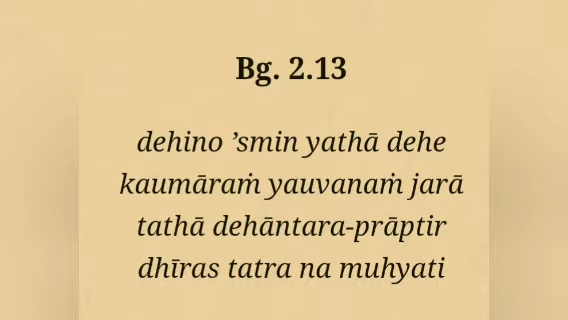 Bg. 2.13
dehino ’smin yathā dehe
kaumāraṁ yauvanaṁ jarā
tathā dehāntara-prāptir
dhīras tatra na muhyati